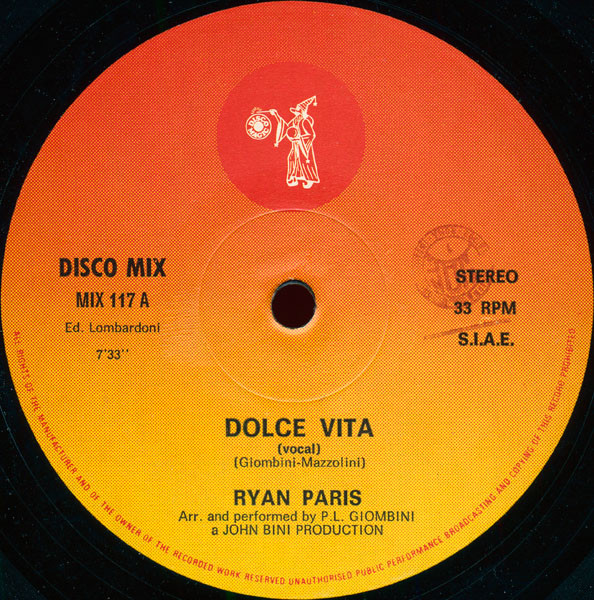 DISCO MAGIC
DISCO MIX
MIX 117 A
Ed. Lombardoni
7'33''
STEREO
33 RPM
S.I.A.E.
DOLCE VITA
(vocal)
(Giombini-Mazzolini)
RYAN PARIS
Arr. and performed by P.L. GIOMBINI
a JOHN BINI PRODUCTION
ALL RIGHTS OF THE MANUFACTURER AND OF THE OWNER OF THE RECORDED WORK RESERVED UNAUTHORISED PUBLIC PERFORMANCE BROADCASTING AND COPYING OF THIS RECORD PROHIBITED